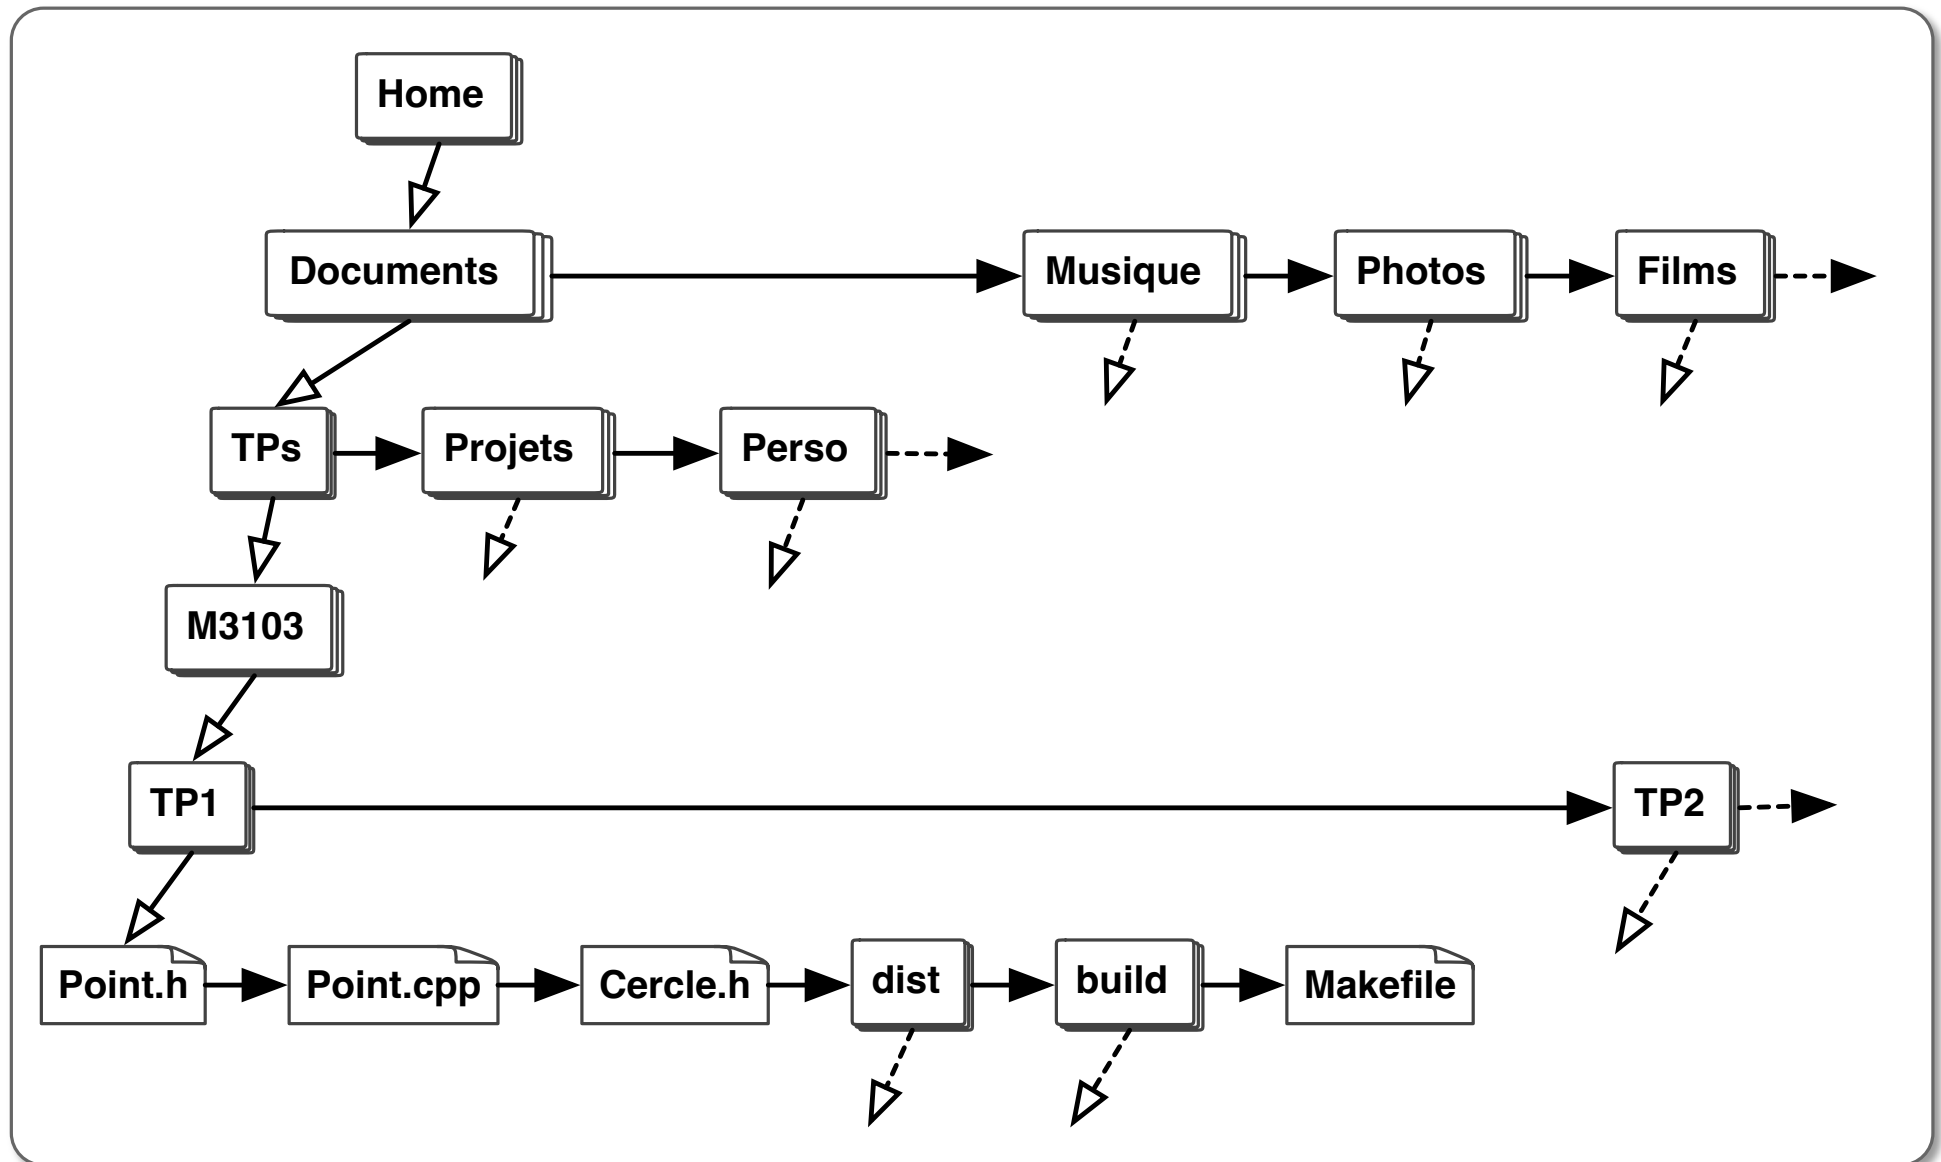 Home
Documents
Musique
Photos
Films
TPs
Projets
Perso
M3103
TP1
TP2
Point.h
Point.cpp
Cercle.h
dist
build
Makefile